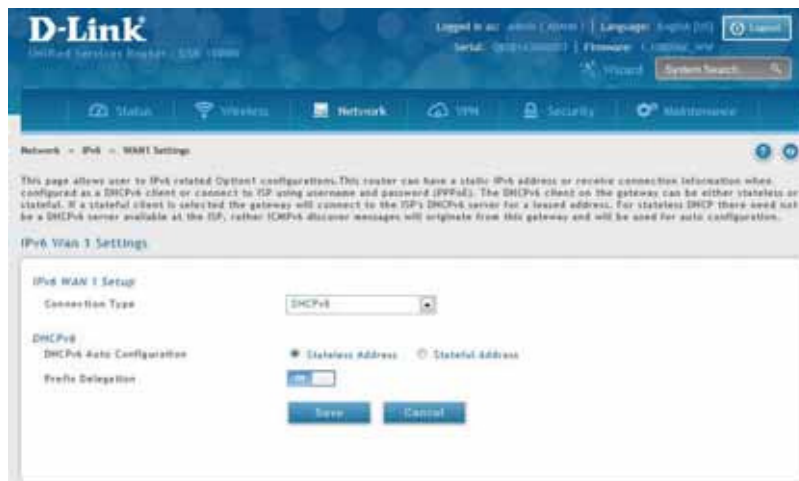 D-Link
Logged in as: admin ( Admin ) | Language: English [US]
Logout
Unified Services Router -
Serial: | Firmware:
Wizard
System Search...
Status
Wireless
Network
VPN
Security
Maintenance
Network » IPv6 » WAN1 Settings
This page allows user to IPv6 related Option1 configurations.This router can have a static IPv6 address or receive connection information when
configured as a DHCPv6 client or connect to ISP using username and password (PPPoE). The DHCPv6 client on the gateway can be either stateless or
stateful. If a stateful client is selected the gateway will connect to the ISP's DHCPv6 server for a leased address. For stateless DHCP there need not
be a DHCPv6 server available at the ISP, rather ICMPv6 discover messages will originate from this gateway and will be used for auto configuration.
IPv6 Wan 1 Settings
IPv6 WAN 1 Setup
Connection Type
DHCPv6
DHCPv6
DHCPv6 Auto Configuration
Stateless Address
Stateful Address
Prefix Delegation
Save
Cancel